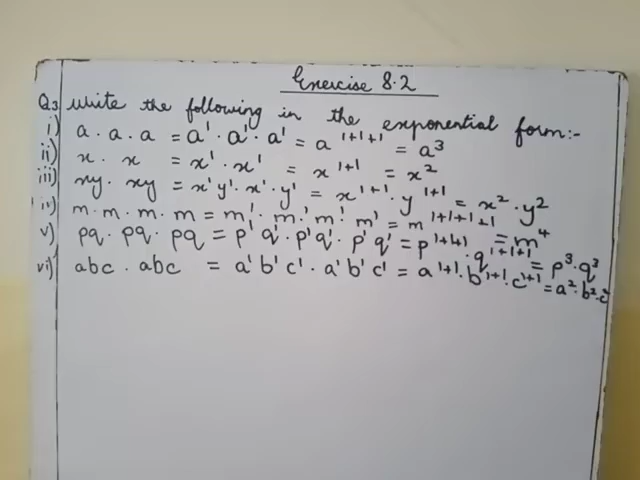 Exercise 8.2
Q3 Write the following in the exponential form:-
i) a . a . a = a¹ . a¹ . a¹ = a¹⁺¹⁺¹ = a³
ii) x . x = x¹ . x¹ = x¹⁺¹ = x²
iii) xy . xy = x¹y¹ . x¹ . y¹ = x¹⁺¹ . y¹⁺¹ = x² . y²
iv) m . m . m . m = m¹ . m¹ . m¹ . m¹ = m¹⁺¹⁺¹⁺¹ = m⁴
v) pq . pq . pq = p¹ q¹ . p¹ q¹ . p¹ q¹ = p¹⁺¹⁺¹ . q¹⁺¹⁺¹ = p³ . q³
vi) abc . abc = a¹ b¹ c¹ . a¹ b¹ c¹ = a¹⁺¹ . b¹⁺¹ . c¹⁺¹ = a² . b² . c²